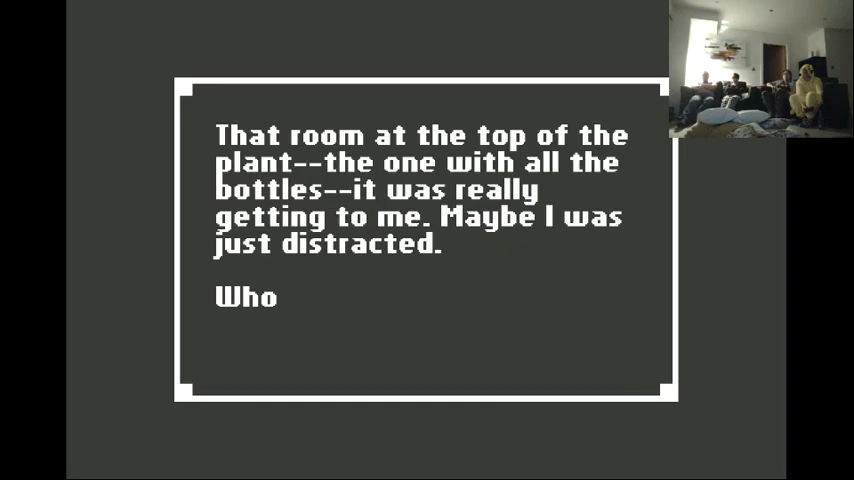 That room at the top of the
plant--the one with all the
bottles--it was really
getting to me. Maybe I was
just distracted.
Who